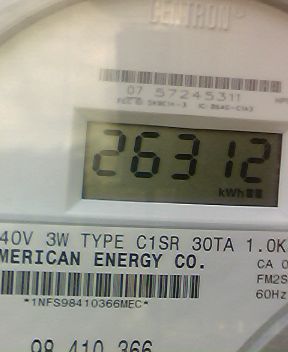 CENTRON
07 57245311
26312
kWh
40V 3W TYPE C1SR 30TA 1.0K
MERICAN ENERGY CO.
CA 0
FM2S
*1NFS98410366MEC*
60Hz
98 410 366